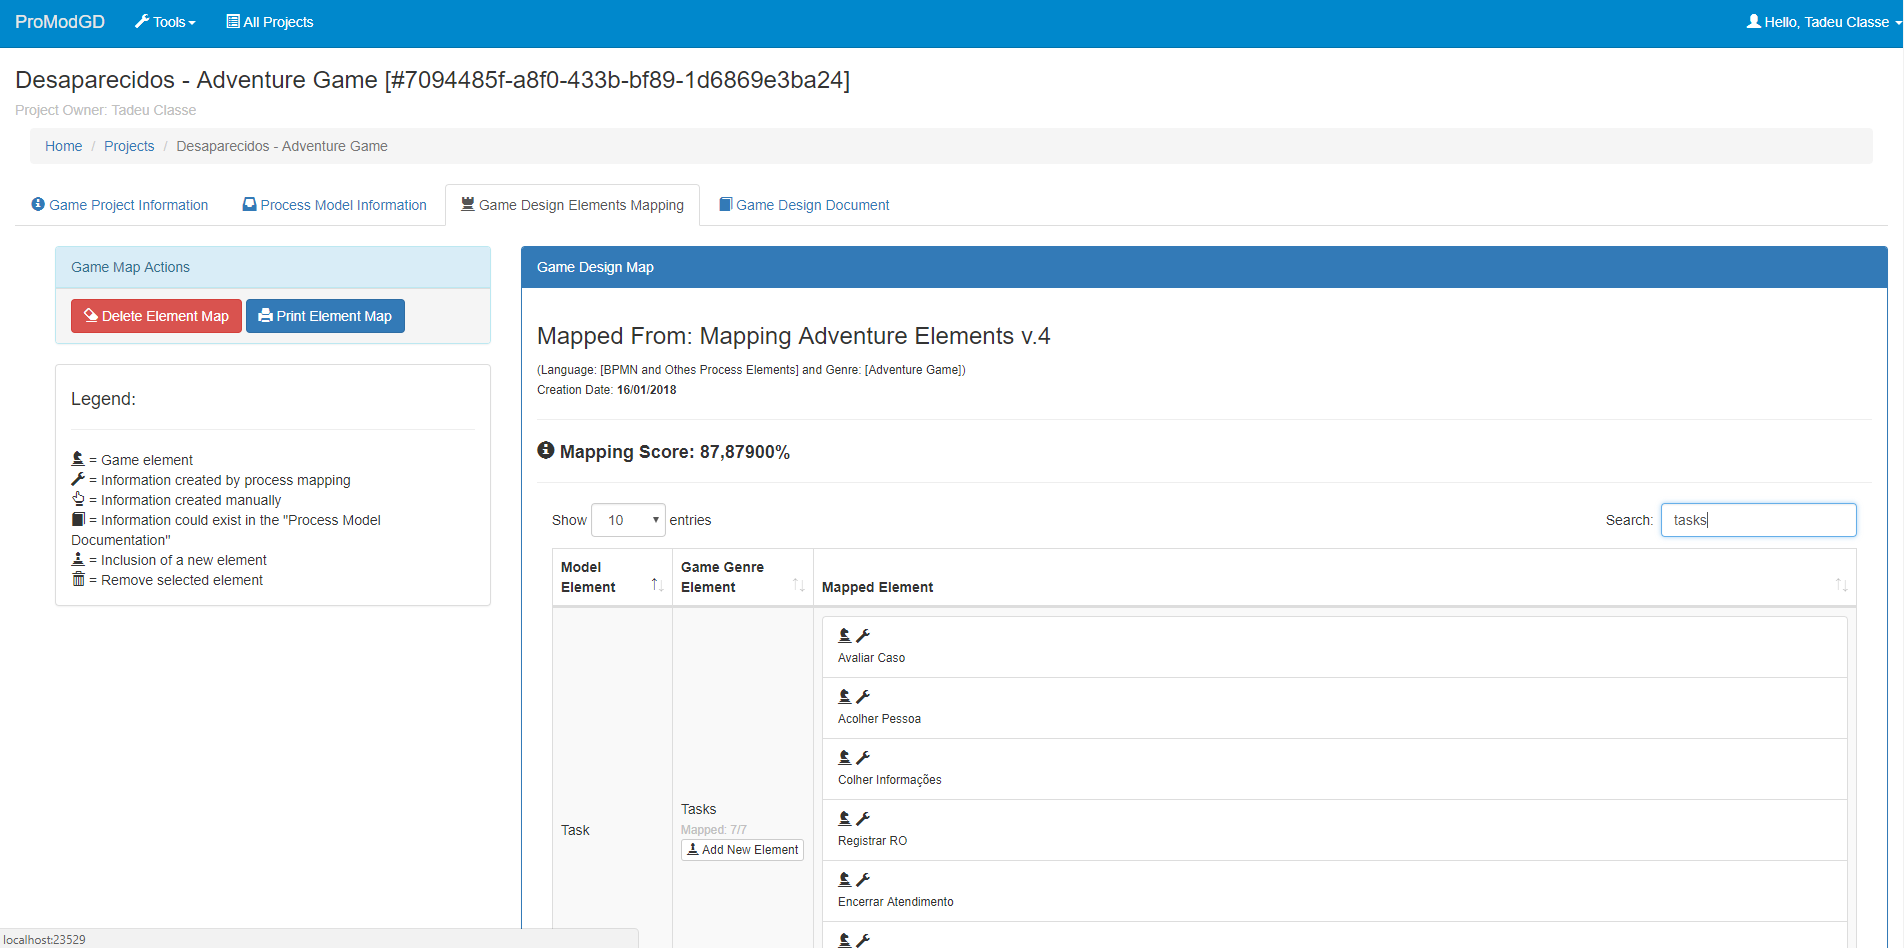 ProModGD Tools All Projects Hello, Tadeu Classe
Desaparecidos - Adventure Game [#7094485f-a8f0-433b-bf89-1d6869e3ba24]
Project Owner: Tadeu Classe
Home / Projects / Desaparecidos - Adventure Game
Game Project Information Process Model Information Game Design Elements Mapping Game Design Document
Game Map Actions
Delete Element Map Print Element Map
Legend:
= Game element
= Information created by process mapping
= Information created manually
= Information could exist in the "Process Model
Documentation"
= Inclusion of a new element
= Remove selected element
Game Design Map
Mapped From: Mapping Adventure Elements v.4
(Language: [BPMN and Othes Process Elements] and Genre: [Adventure Game])
Creation Date: 16/01/2018
Mapping Score: 87,87900%
Show 10 entries Search: tasks
Model
Element
Game Genre
Element
Mapped Element
Task
Tasks
Mapped: 7/7
Add New Element
Avaliar Caso
Acolher Pessoa
Colher Informações
Registrar RO
Encerrar Atendimento
localhost:23529